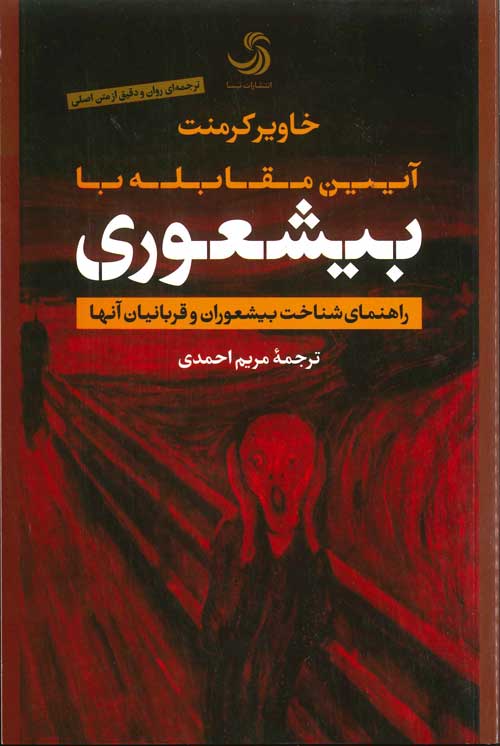 انتشارات تیسا
ترجمه‌ای روان و دقیق از متن اصلی
خاویر کرمنت
آیین مقابله با
بیشعوری
راهنمای شناخت بیشعوران و قربانیان آنها
ترجمهٔ مریم احمدی